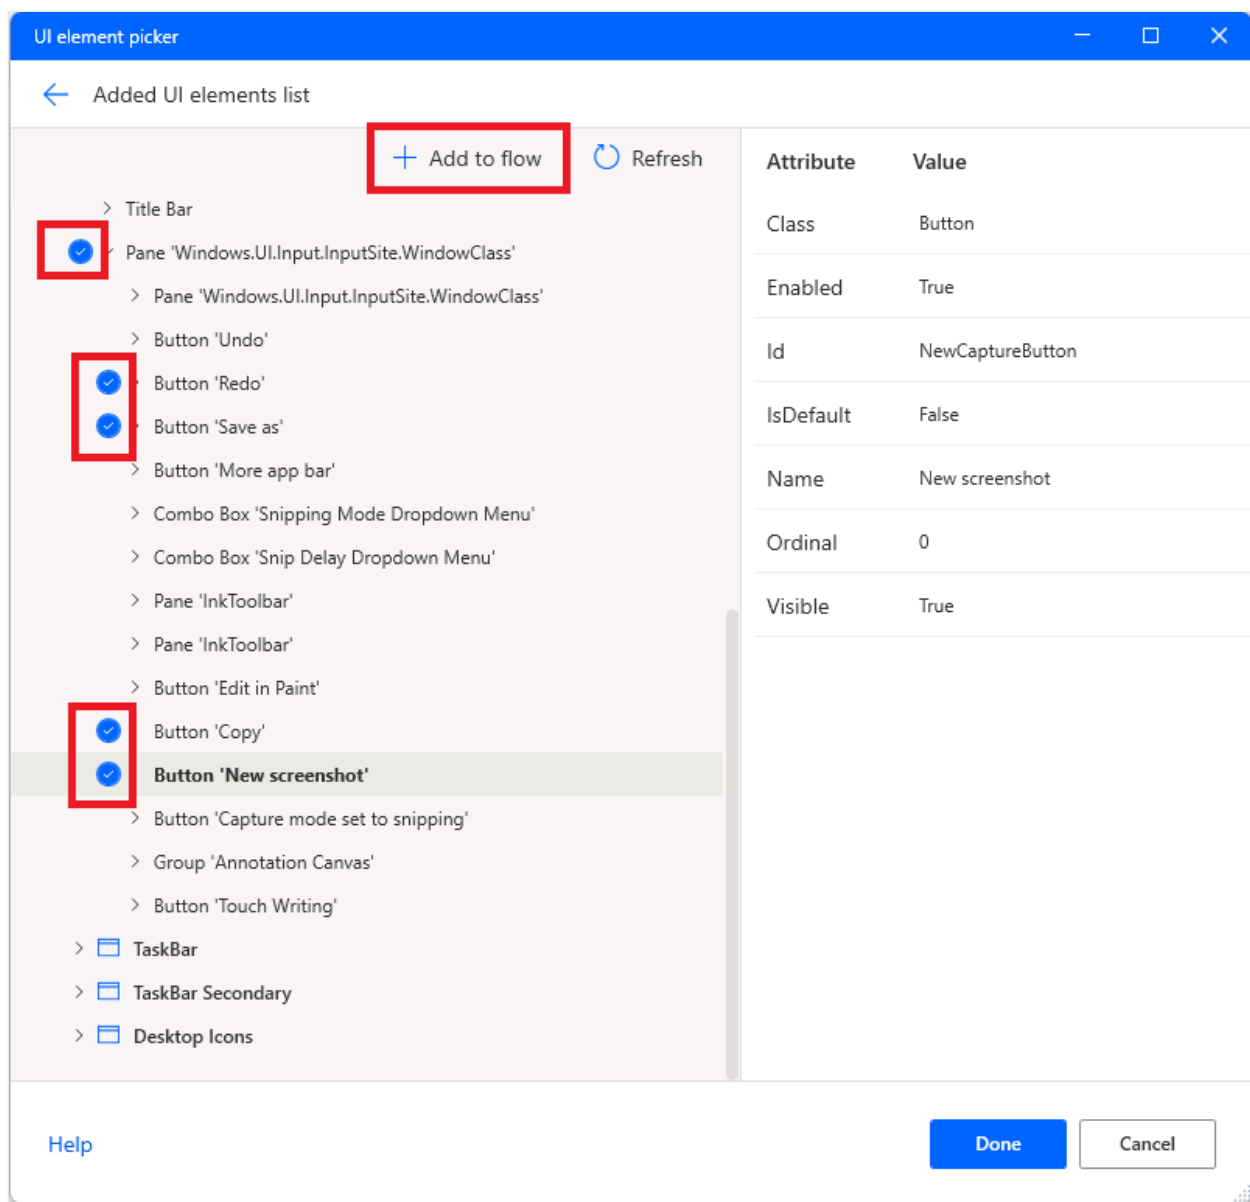 UI element picker
Added UI elements list
Add to flow
Refresh
Title Bar
Pane 'Windows.UI.Input.InputSite.WindowClass'
Pane 'Windows.UI.Input.InputSite.WindowClass'
Button 'Undo'
Button 'Redo'
Button 'Save as'
Button 'More app bar'
Combo Box 'Snipping Mode Dropdown Menu'
Combo Box 'Snip Delay Dropdown Menu'
Pane 'InkToolbar'
Pane 'InkToolbar'
Button 'Edit in Paint'
Button 'Copy'
Button 'New screenshot'
Button 'Capture mode set to snipping'
Group 'Annotation Canvas'
Button 'Touch Writing'
TaskBar
TaskBar Secondary
Desktop Icons
Attribute Value
Class Button
Enabled True
Id NewCaptureButton
IsDefault False
Name New screenshot
Ordinal 0
Visible True
Help
Done
Cancel